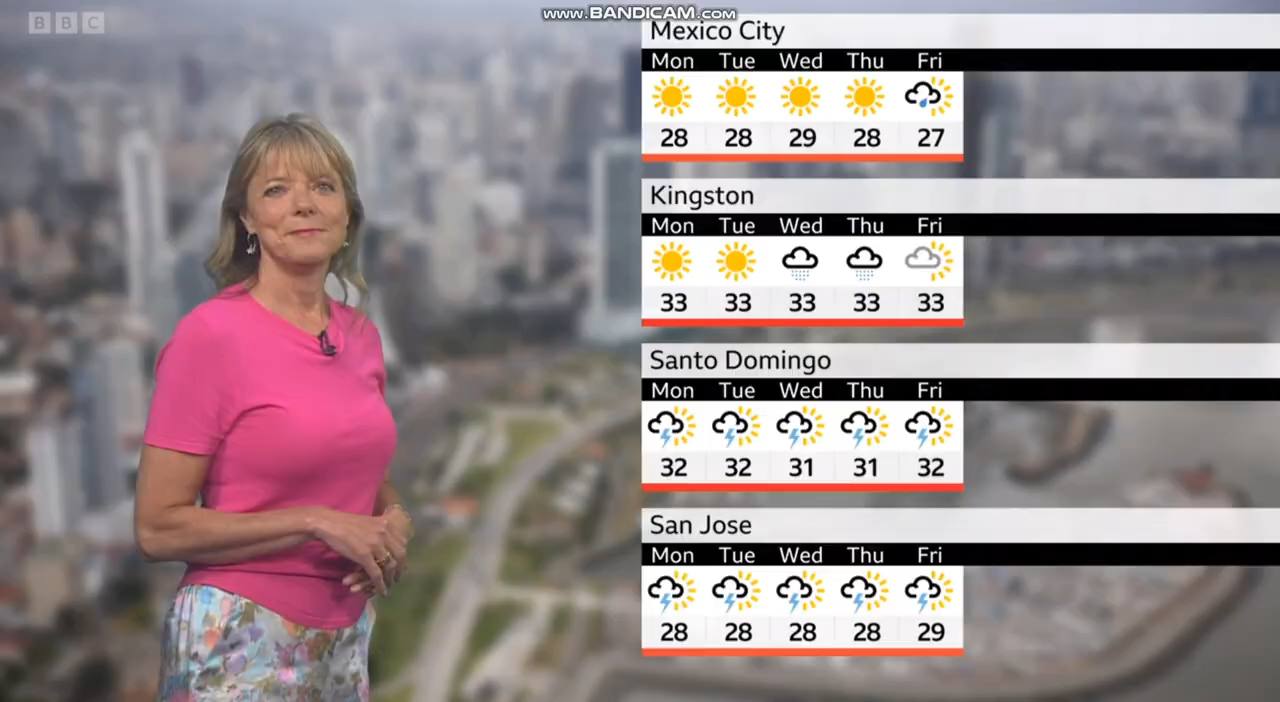 BBC
www.BANDICAM.com
Mexico City
Mon Tue Wed Thu Fri
28 28 29 28 27
Kingston
Mon Tue Wed Thu Fri
33 33 33 33 33
Santo Domingo
Mon Tue Wed Thu Fri
32 32 31 31 32
San Jose
Mon Tue Wed Thu Fri
28 28 28 28 29